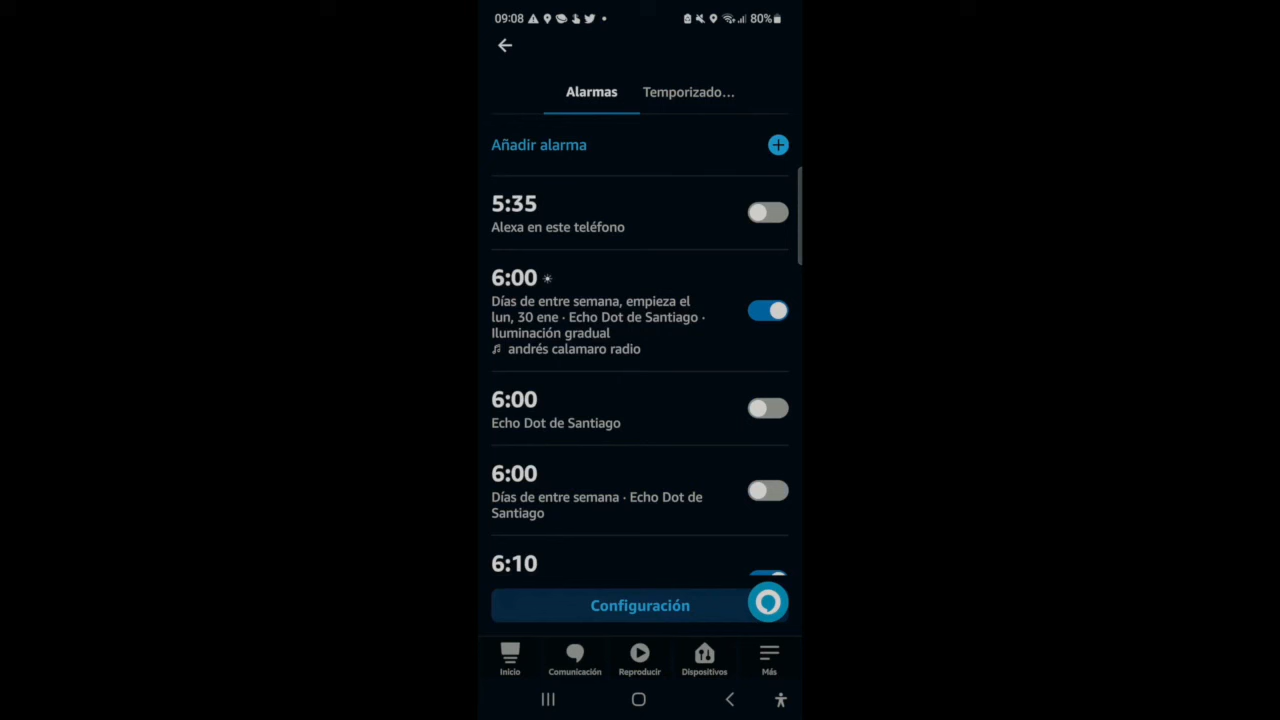 09:08 80%
Alarmas Temporizado...
Añadir alarma
5:35
Alexa en este teléfono
6:00
Días de entre semana, empieza el
lun, 30 ene · Echo Dot de Santiago ·
Iluminación gradual
andrés calamaro radio
6:00
Echo Dot de Santiago
6:00
Días de entre semana · Echo Dot de
Santiago
6:10
Configuración
Inicio Comunicación Reproducir Dispositivos Más